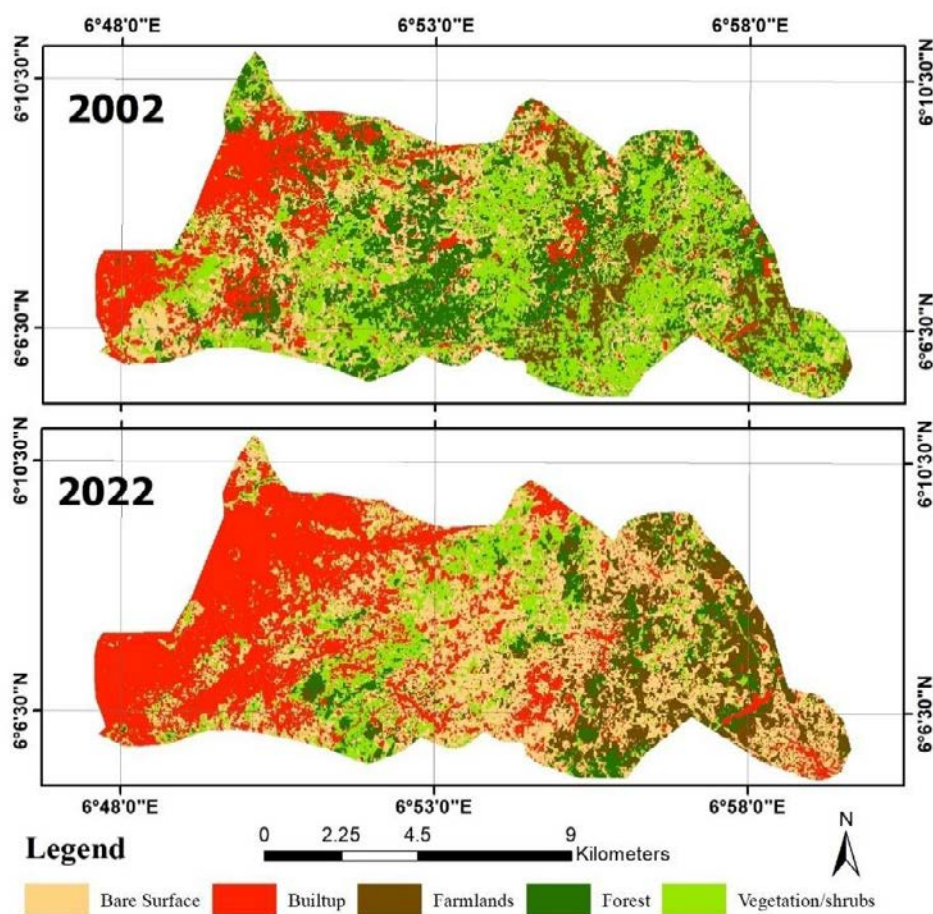 6°48'0"E 6°53'0"E 6°58'0"E
6°10'30"N 6°10'30"N
2002
6°6'30"N 6°6'30"N
6°10'30"N 6°10'30"N
2022
6°6'30"N 6°6'30"N
6°48'0"E 6°53'0"E 6°58'0"E
N
Legend
0 2.25 4.5 9
Kilometers
Bare Surface Builtup Farmlands Forest Vegetation/shrubs